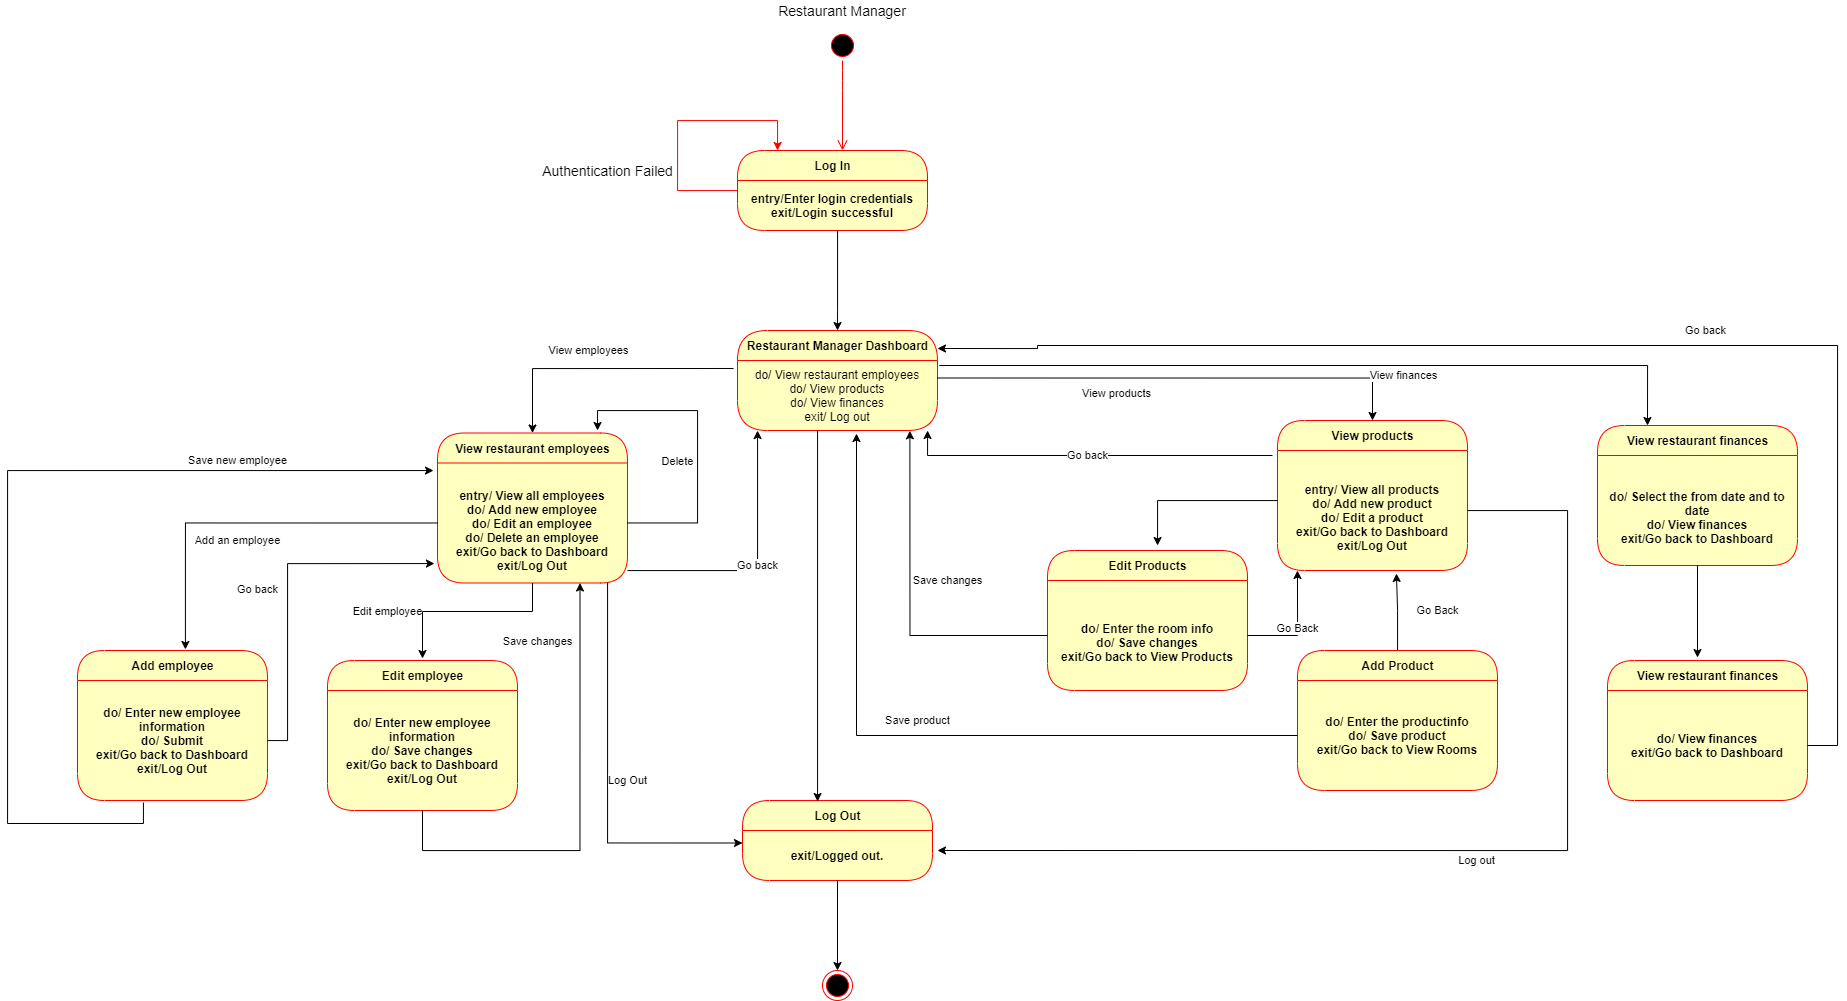 Restaurant Manager
Authentication Failed
Log In
entry/Enter login credentials
exit/Login successful
Restaurant Manager Dashboard
do/ View restaurant employees
do/ View products
do/ View finances
exit/ Log out
View employees
View products
View finances
Go back
View restaurant employees
entry/ View all employees
do/ Add new employee
do/ Edit an employee
do/ Delete an employee
exit/Go back to Dashboard
exit/Log Out
Delete
Save new employee
Add an employee
Go back
Go back
Edit employee
Save changes
View products
entry/ View all products
do/ Add new product
do/ Edit a product
exit/Go back to Dashboard
exit/Log Out
Go back
View restaurant finances
do/ Select the from date and to
date
do/ View finances
exit/Go back to Dashboard
Edit Products
do/ Enter the room info
do/ Save changes
exit/Go back to View Products
Save changes
Go Back
Go Back
Add employee
do/ Enter new employee
information
do/ Submit
exit/Go back to Dashboard
exit/Log Out
Edit employee
do/ Enter new employee
information
do/ Save changes
exit/Go back to Dashboard
exit/Log Out
Add Product
do/ Enter the productinfo
do/ Save product
exit/Go back to View Rooms
Save product
View restaurant finances
do/ View finances
exit/Go back to Dashboard
Log Out
Log Out
exit/Logged out.
Log out